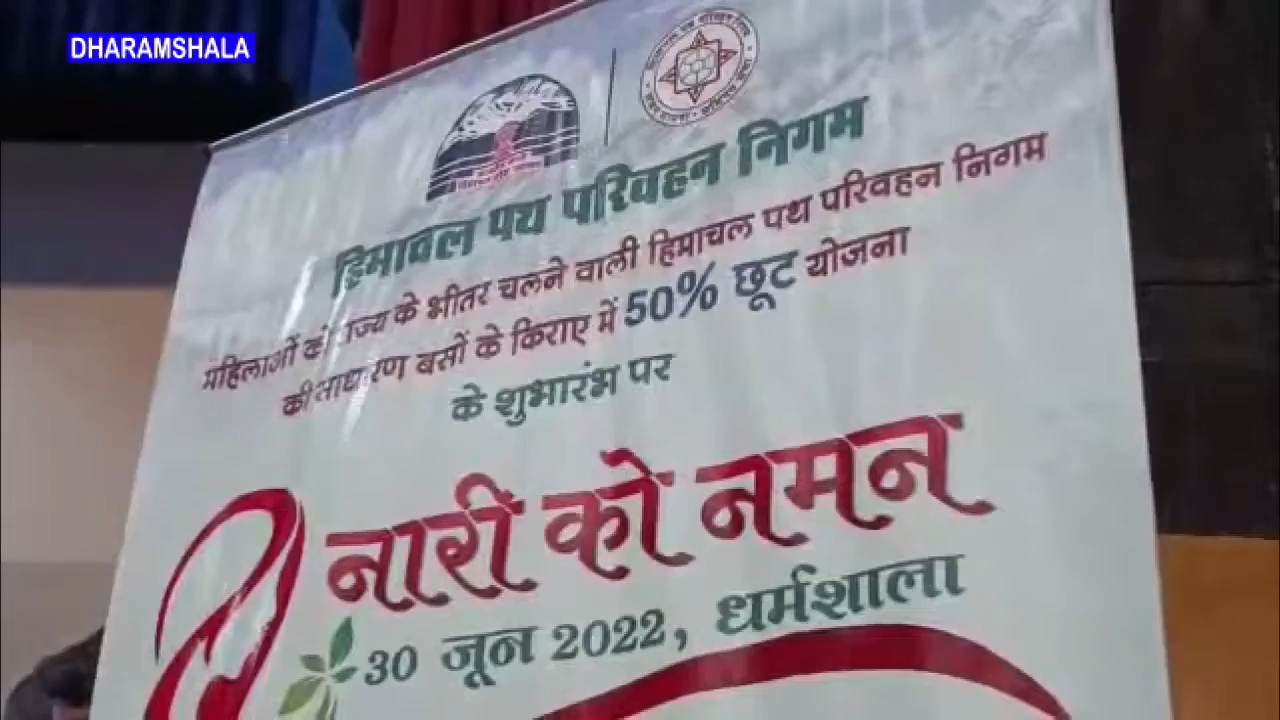 DHARAMSHALA
हिमाचल पथ परिवहन निगम
महिलाओं को राज्य के भीतर चलने वाली हिमाचल पथ परिवहन निगम
की साधारण बसों के किराए में 50% छूट योजना
के शुभारंभ पर
नारी को नमन
30 जून 2022, धर्मशाला